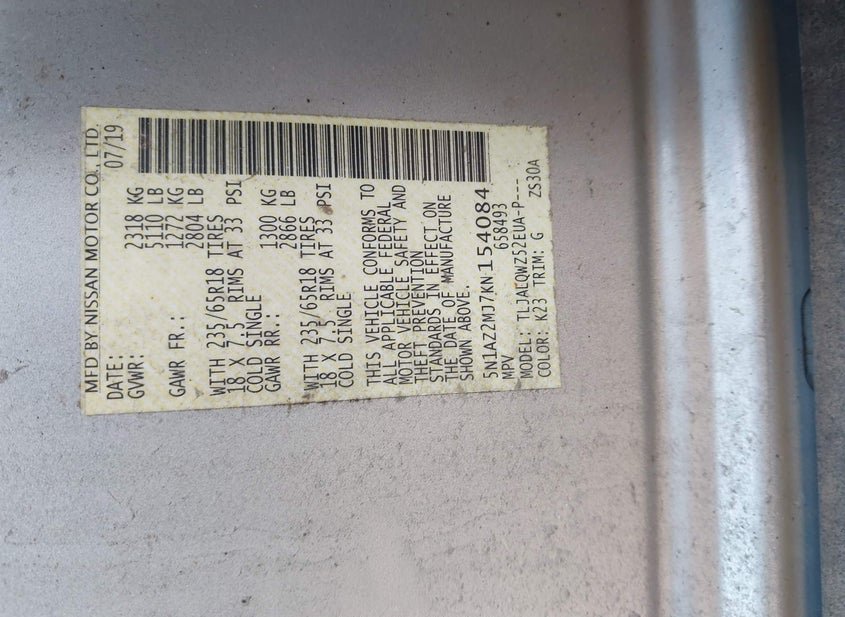 MFD BY NISSAN MOTOR CO., LTD.
DATE: 07/19
GVWR: 2318 KG
5110 LB
GAWR FR.: 1272 KG
2804 LB
WITH 235/65R18 TIRES
18 X 7.5 RIMS AT 33 PSI
COLD SINGLE
GAWR RR.: 1300 KG
2866 LB
WITH 235/65R18 TIRES
18 X 7.5 RIMS AT 33 PSI
COLD SINGLE
THIS VEHICLE CONFORMS TO
ALL APPLICABLE FEDERAL
MOTOR VEHICLE SAFETY AND
THEFT PREVENTION
STANDARDS IN EFFECT ON
THE DATE OF MANUFACTURE
SHOWN ABOVE.
5N1AZ2MJ7KN154084
MPV 658493
MODEL: TLJALQWZ52EUA-P---
COLOR: K23 TRIM: G ZS30A